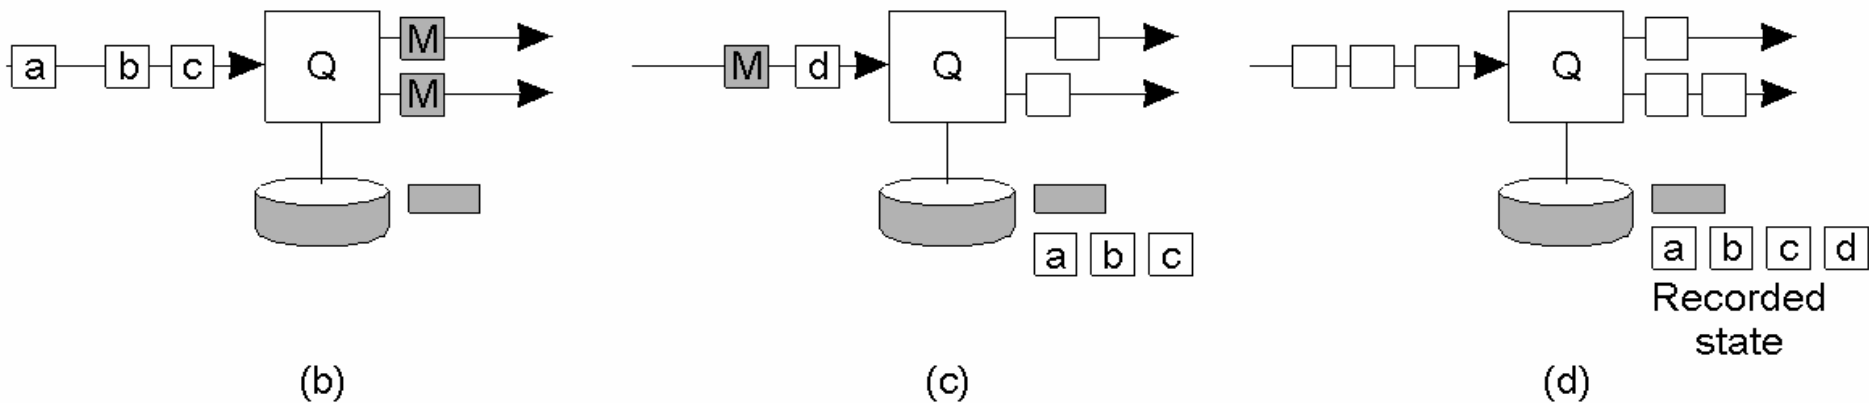 a b c Q M M
M d Q
Q
a b c
a b c d
Recorded
state
(b) (c) (d)